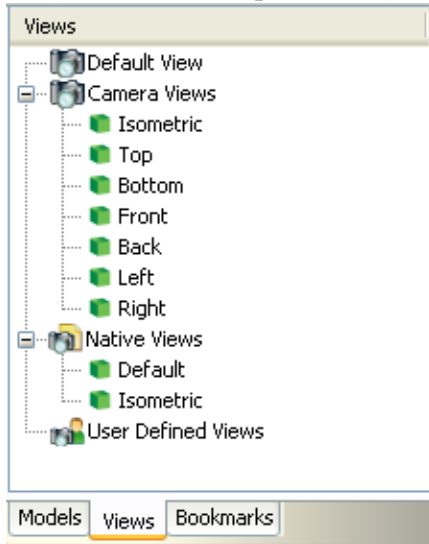 Views
Default View
Camera Views
Isometric
Top
Bottom
Front
Back
Left
Right
Native Views
Default
Isometric
User Defined Views
Models Views Bookmarks